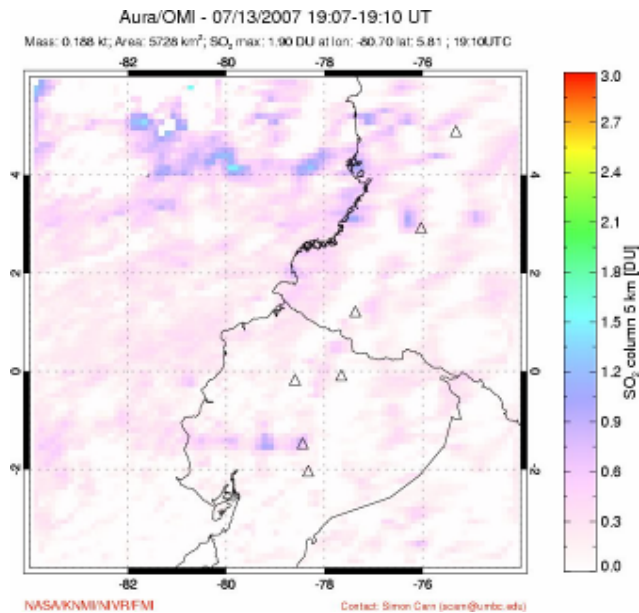 Aura/OMI - 07/13/2007 19:07-19:10 UT
Mass: 0.188 kt; Area: 5728 km²; SO₂ max: 1.90 DU at lon: -80.70 lat: 5.81 ; 19:10UTC
-82 -80 -78 -76
4 4
2 2
0 0
-2 -2
-82 -80 -78 -76
3.0
2.7
2.4
2.1
1.8
1.5
1.2
0.9
0.6
0.3
0.0
SO₂ column 5 km [DU]
NASA/KNMI/NIVR/FMI
Contact: Simon Carn (scarn@umbc.edu)